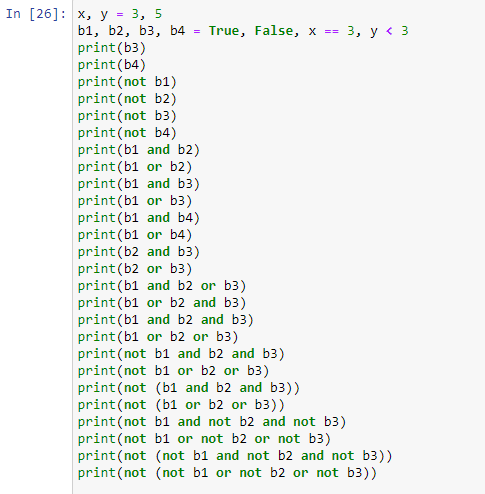 In [26]: x, y = 3, 5
b1, b2, b3, b4 = True, False, x == 3, y < 3
print(b3)
print(b4)
print(not b1)
print(not b2)
print(not b3)
print(not b4)
print(b1 and b2)
print(b1 or b2)
print(b1 and b3)
print(b1 or b3)
print(b1 and b4)
print(b1 or b4)
print(b2 and b3)
print(b2 or b3)
print(b1 and b2 or b3)
print(b1 or b2 and b3)
print(b1 and b2 and b3)
print(b1 or b2 or b3)
print(not b1 and b2 and b3)
print(not b1 or b2 or b3)
print(not (b1 and b2 and b3))
print(not (b1 or b2 or b3))
print(not b1 and not b2 and not b3)
print(not b1 or not b2 or not b3)
print(not (not b1 and not b2 and not b3))
print(not (not b1 or not b2 or not b3))